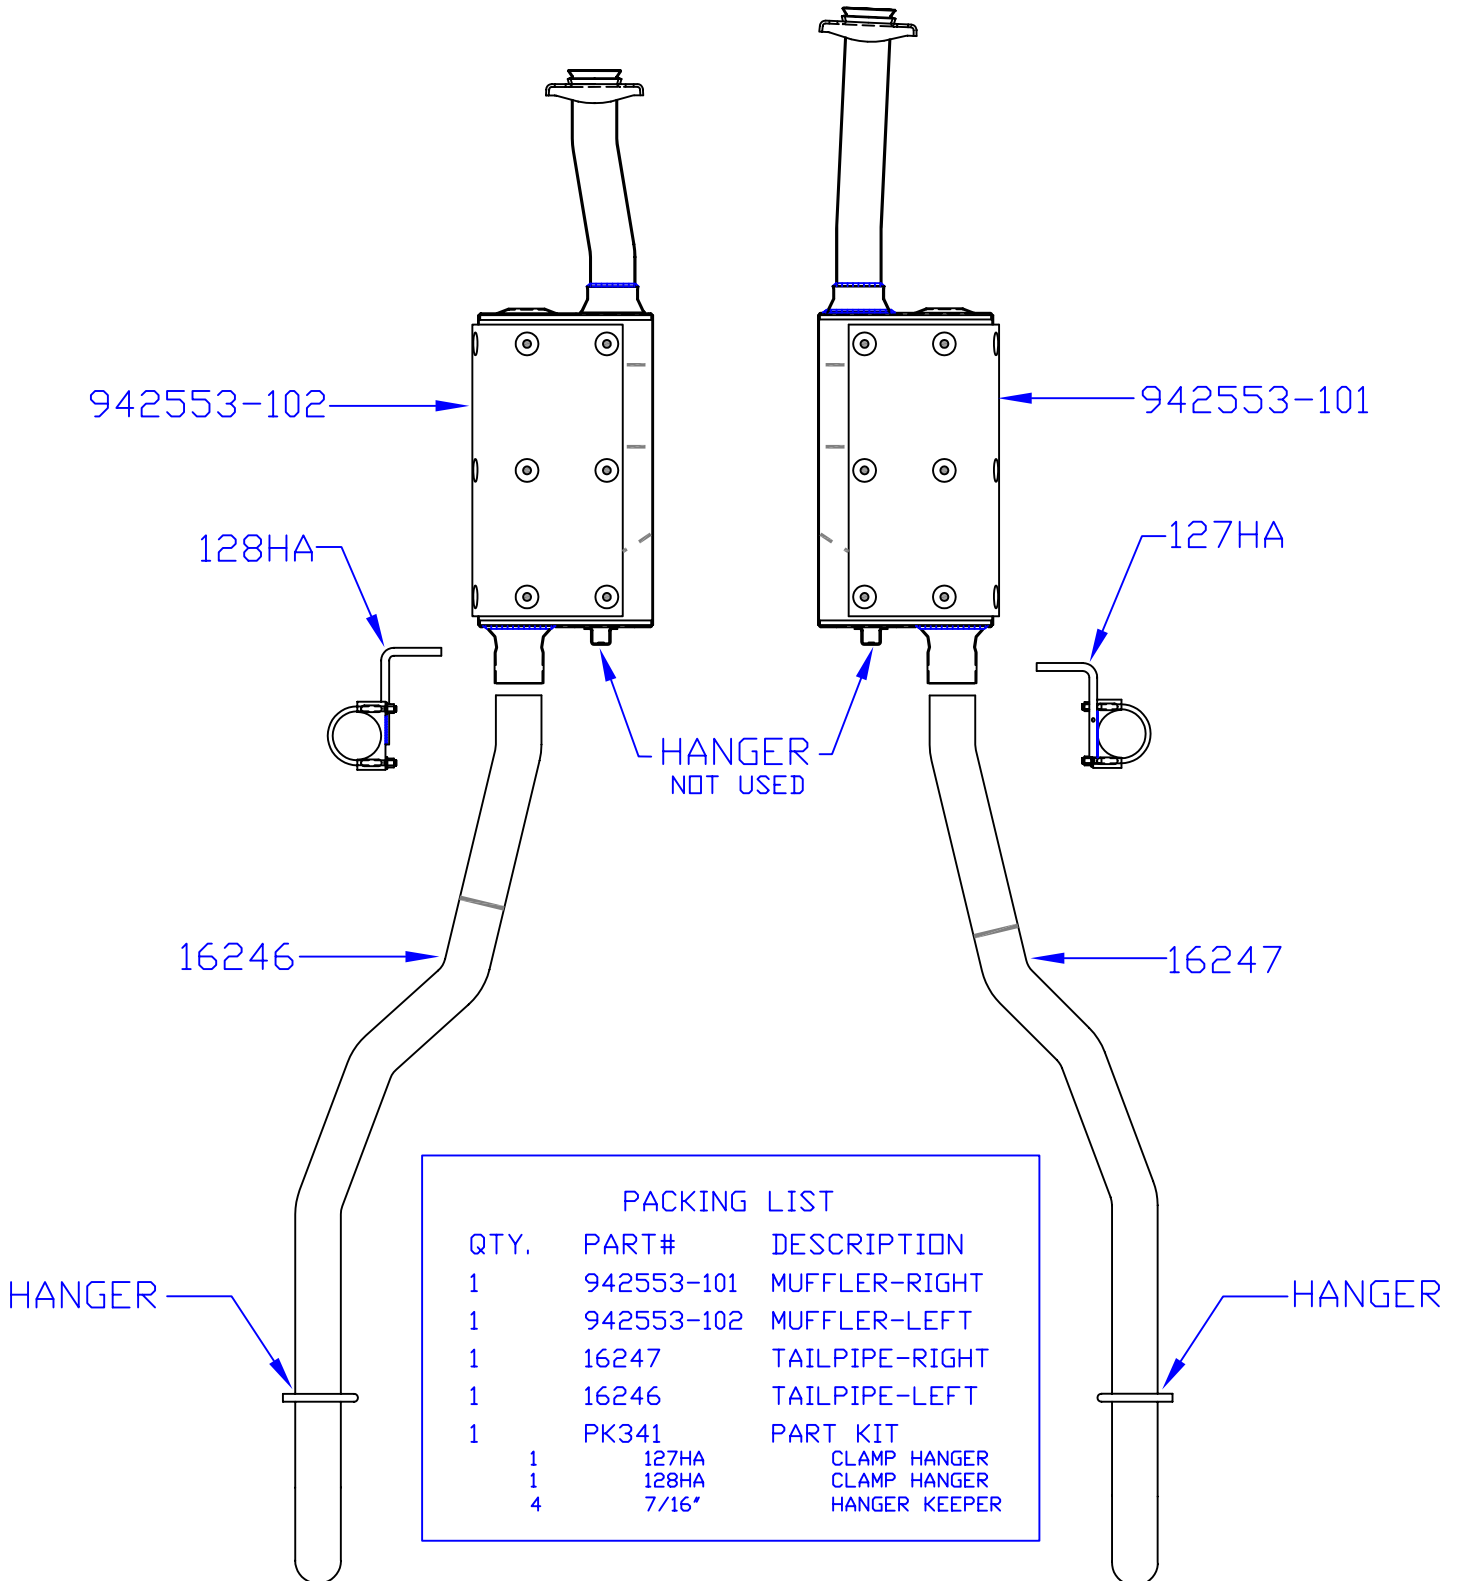 942553-102
942553-101
128HA
127HA
HANGER
NOT USED
16246
16247
HANGER
HANGER
PACKING LIST
QTY. PART# DESCRIPTION
1 942553-101 MUFFLER-RIGHT
1 942553-102 MUFFLER-LEFT
1 16247 TAILPIPE-RIGHT
1 16246 TAILPIPE-LEFT
1 PK341 PART KIT
1 127HA CLAMP HANGER
1 128HA CLAMP HANGER
4 7/16" HANGER KEEPER